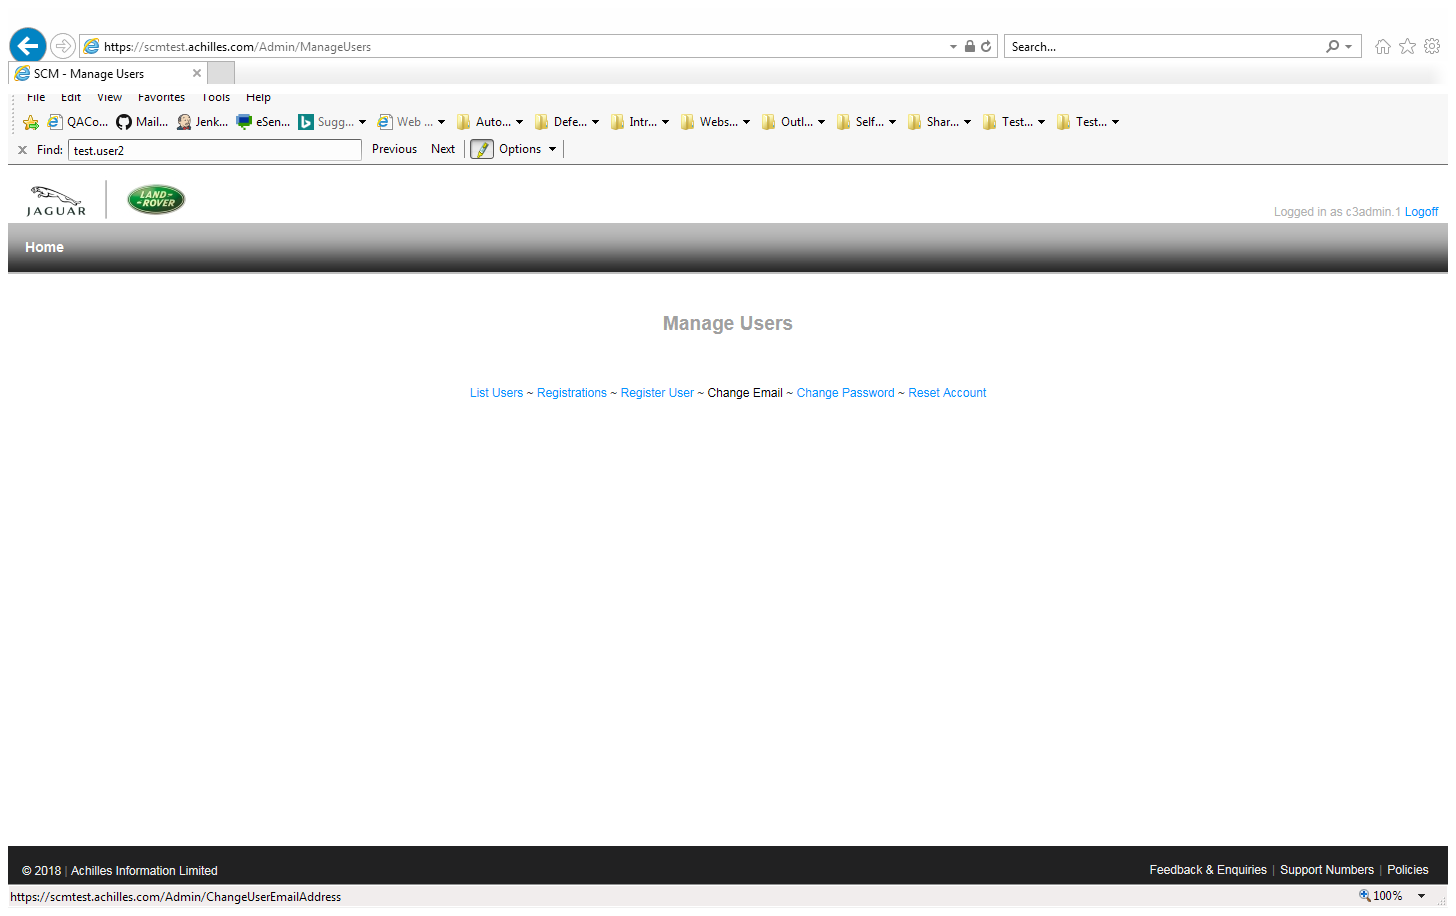 https://scmtest.achilles.com/Admin/ManageUsers
Search...
SCM - Manage Users
File Edit View Favorites Tools Help
QACo... Mail... Jenk... eSen... Sugg... Web ... Auto... Defe... Intr... Webs... Outl... Self... Shar... Test... Test...
x Find: test.user2 Previous Next Options
JAGUAR
LAND-
-ROVER
Logged in as c3admin.1 Logoff
Home
Manage Users
List Users ~ Registrations ~ Register User ~ Change Email ~ Change Password ~ Reset Account
© 2018 | Achilles Information Limited
Feedback & Enquiries | Support Numbers | Policies
https://scmtest.achilles.com/Admin/ChangeUserEmailAddress
100%